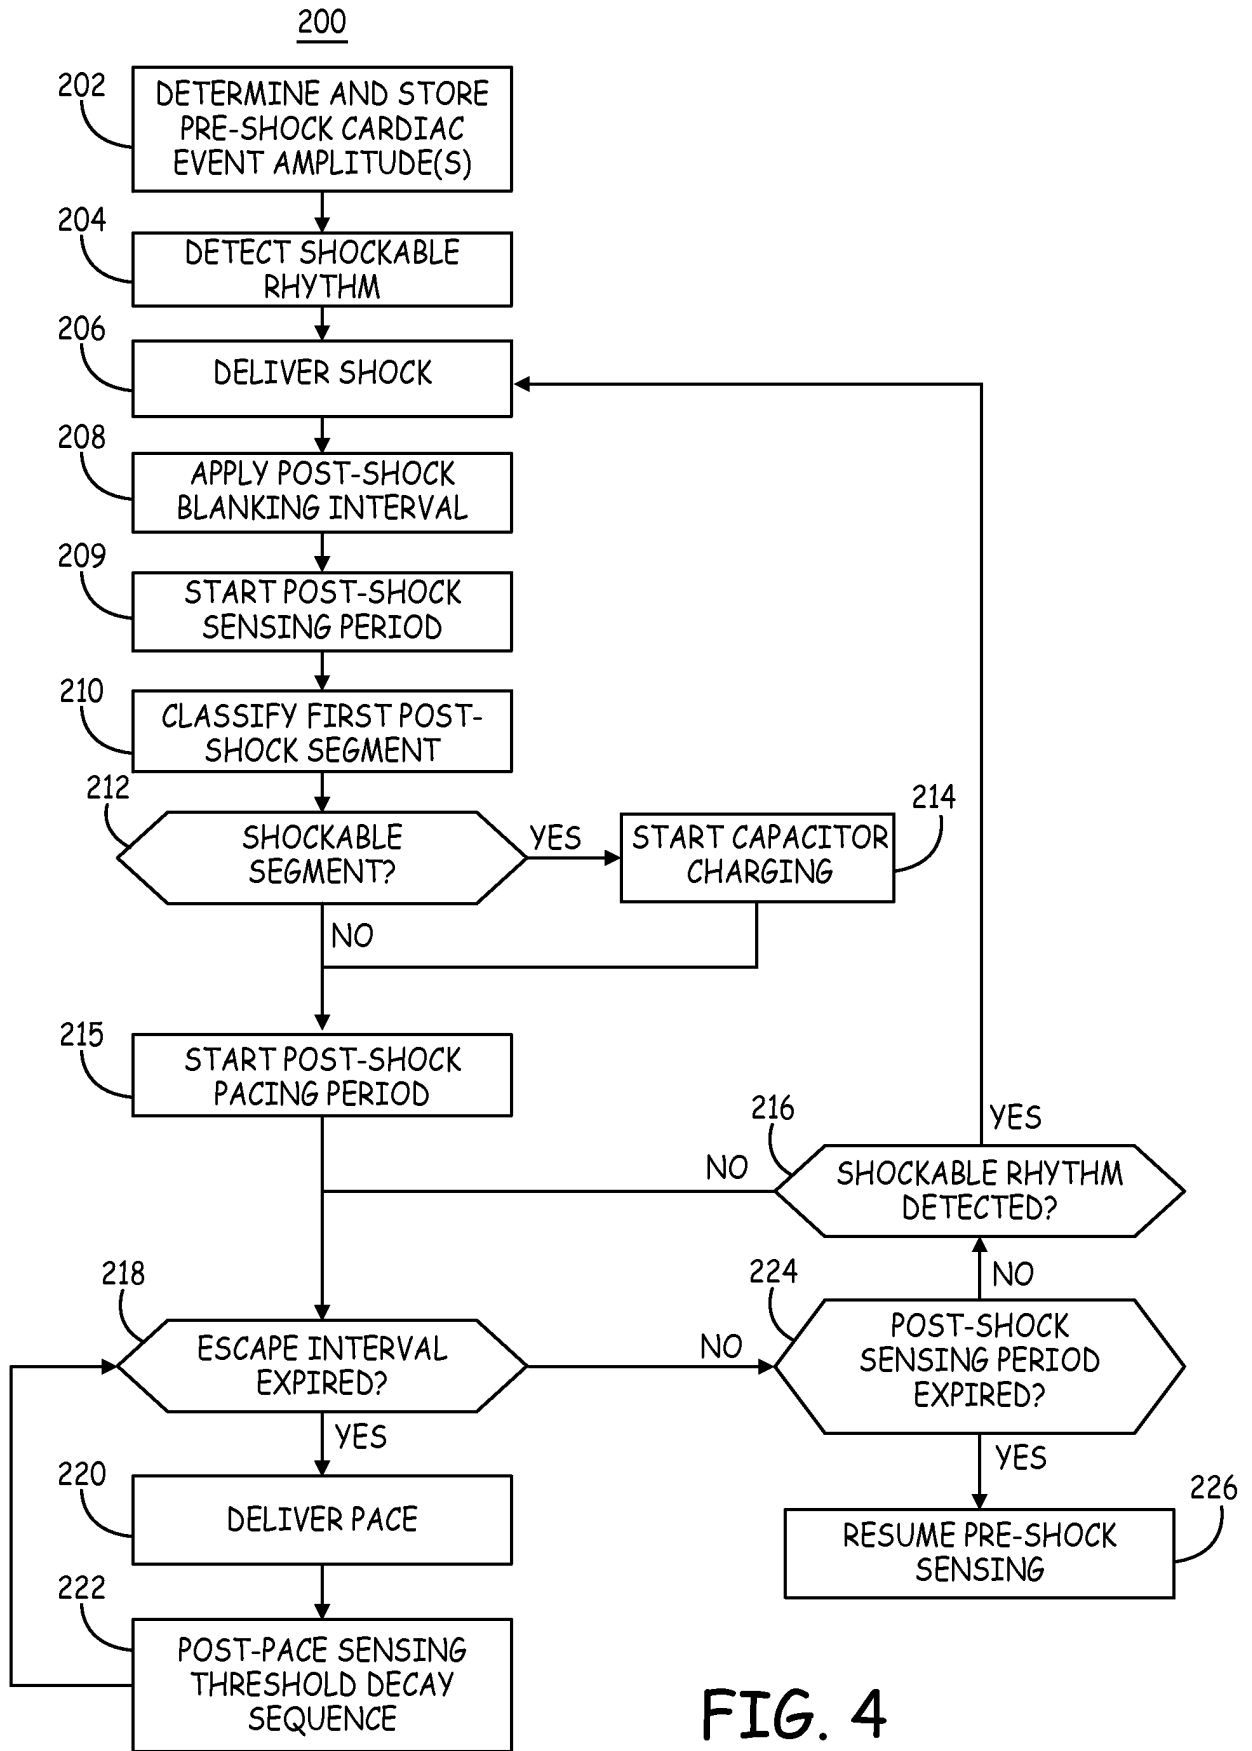 200
202
DETERMINE AND STORE
PRE-SHOCK CARDIAC
EVENT AMPLITUDE(S)
204
DETECT SHOCKABLE
RHYTHM
206
DELIVER SHOCK
208
APPLY POST-SHOCK
BLANKING INTERVAL
209
START POST-SHOCK
SENSING PERIOD
210
CLASSIFY FIRST POST-
SHOCK SEGMENT
212
SHOCKABLE
SEGMENT?
YES
214
START CAPACITOR
CHARGING
NO
215
START POST-SHOCK
PACING PERIOD
216
YES
NO
SHOCKABLE RHYTHM
DETECTED?
218
ESCAPE INTERVAL
EXPIRED?
NO
224
NO
POST-SHOCK
SENSING PERIOD
EXPIRED?
YES
YES
220
DELIVER PACE
226
RESUME PRE-SHOCK
SENSING
222
POST-PACE SENSING
THRESHOLD DECAY
SEQUENCE
FIG. 4